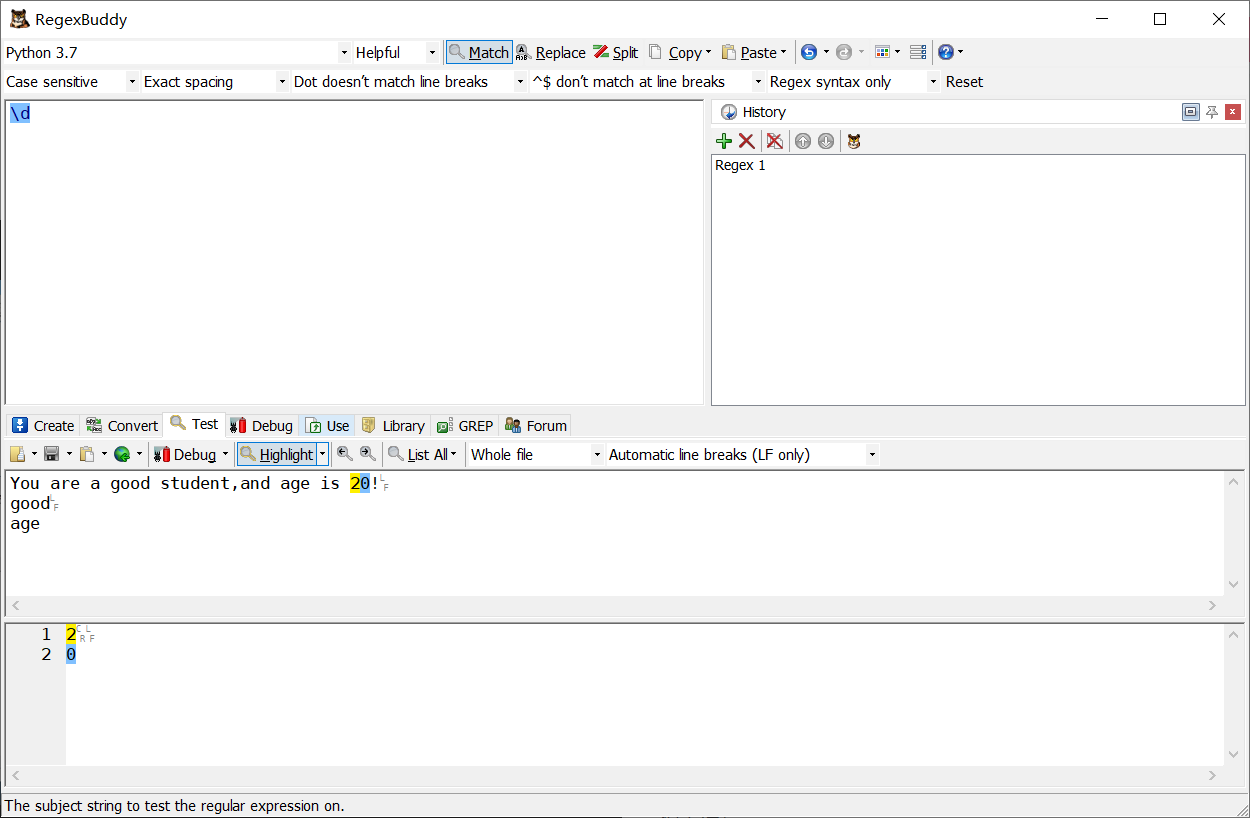 RegexBuddy
Python 3.7 Helpful Match Replace Split Copy Paste
Case sensitive Exact spacing Dot doesn't match line breaks ^$ don't match at line breaks Regex syntax only Reset
\d
History
Regex 1
Create Convert Test Debug Use Library GREP Forum
Debug Highlight List All Whole file Automatic line breaks (LF only)
You are a good student,and age is 20!LF
goodLF
age
1 2CRLF
2 0
The subject string to test the regular expression on.